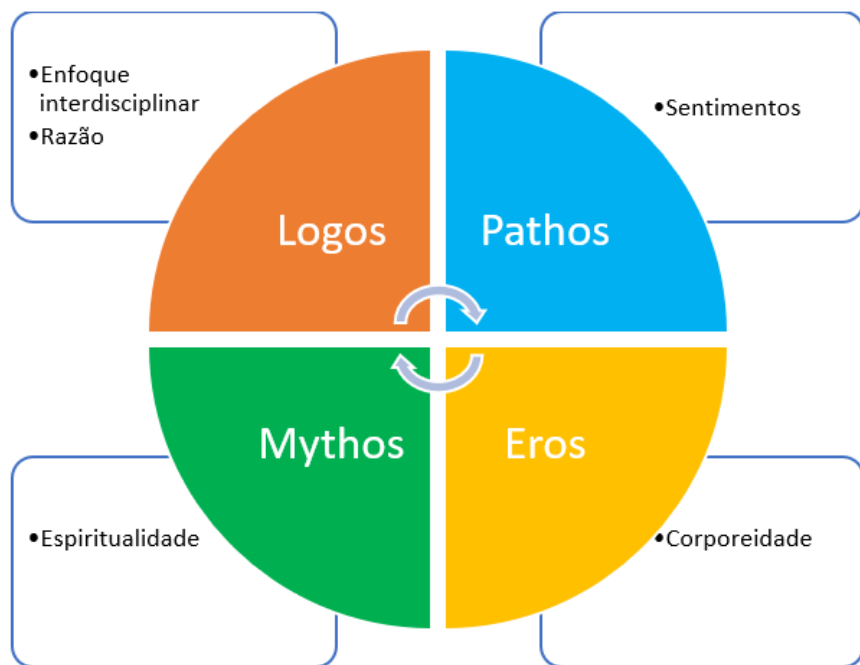 •Enfoque
interdisciplinar
•Razão
•Sentimentos
Logos
Pathos
Mythos
Eros
•Espiritualidade
•Corporeidade